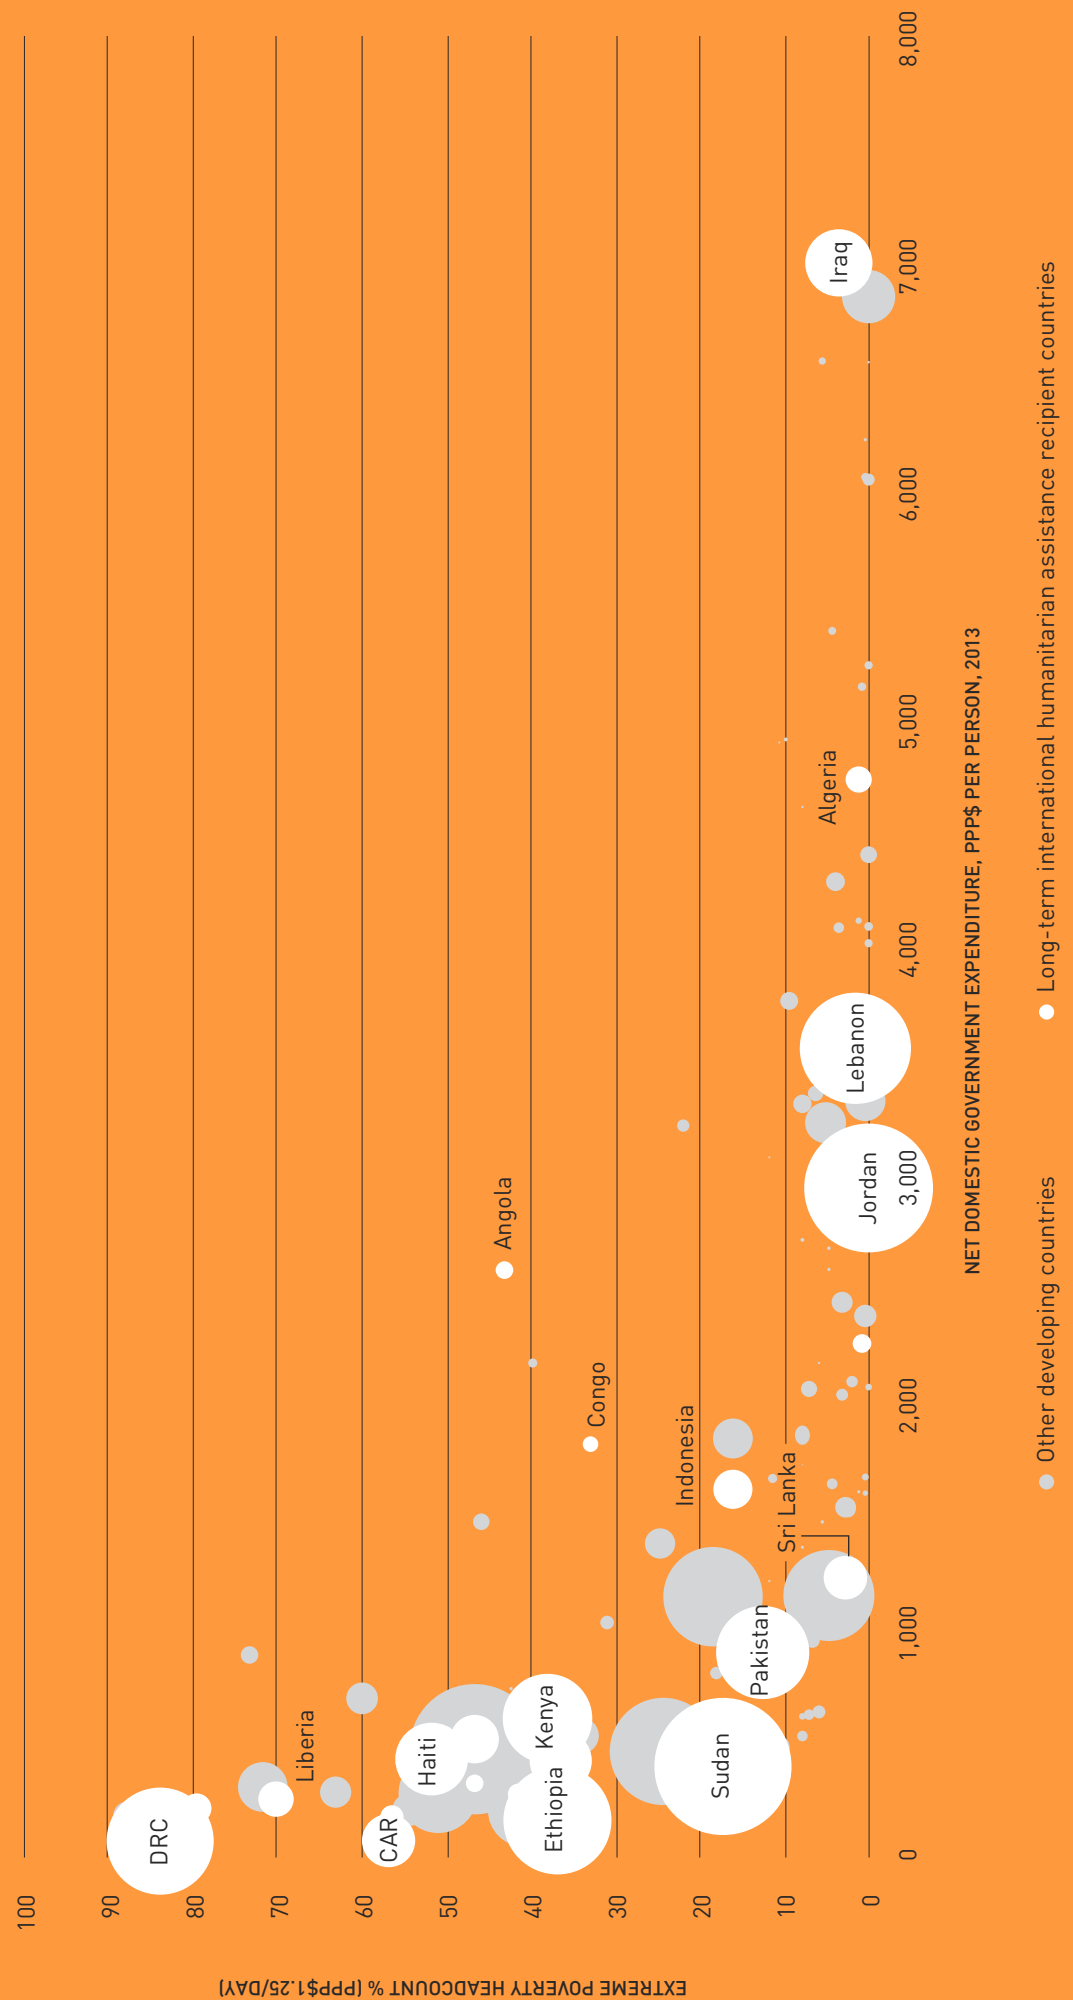 EXTREME POVERTY HEADCOUNT % (PPP$1.25/DAY)
100
90
80
70
60
50
40
30
20
10
0
DRC
Liberia
CAR
Haiti
Ethiopia
Kenya
Angola
Congo
Sudan
Indonesia
Pakistan
Sri Lanka
Jordan
Lebanon
Algeria
Iraq
0
1,000
2,000
3,000
4,000
5,000
6,000
7,000
8,000
NET DOMESTIC GOVERNMENT EXPENDITURE, PPP$ PER PERSON, 2013
Other developing countries
Long-term international humanitarian assistance recipient countries